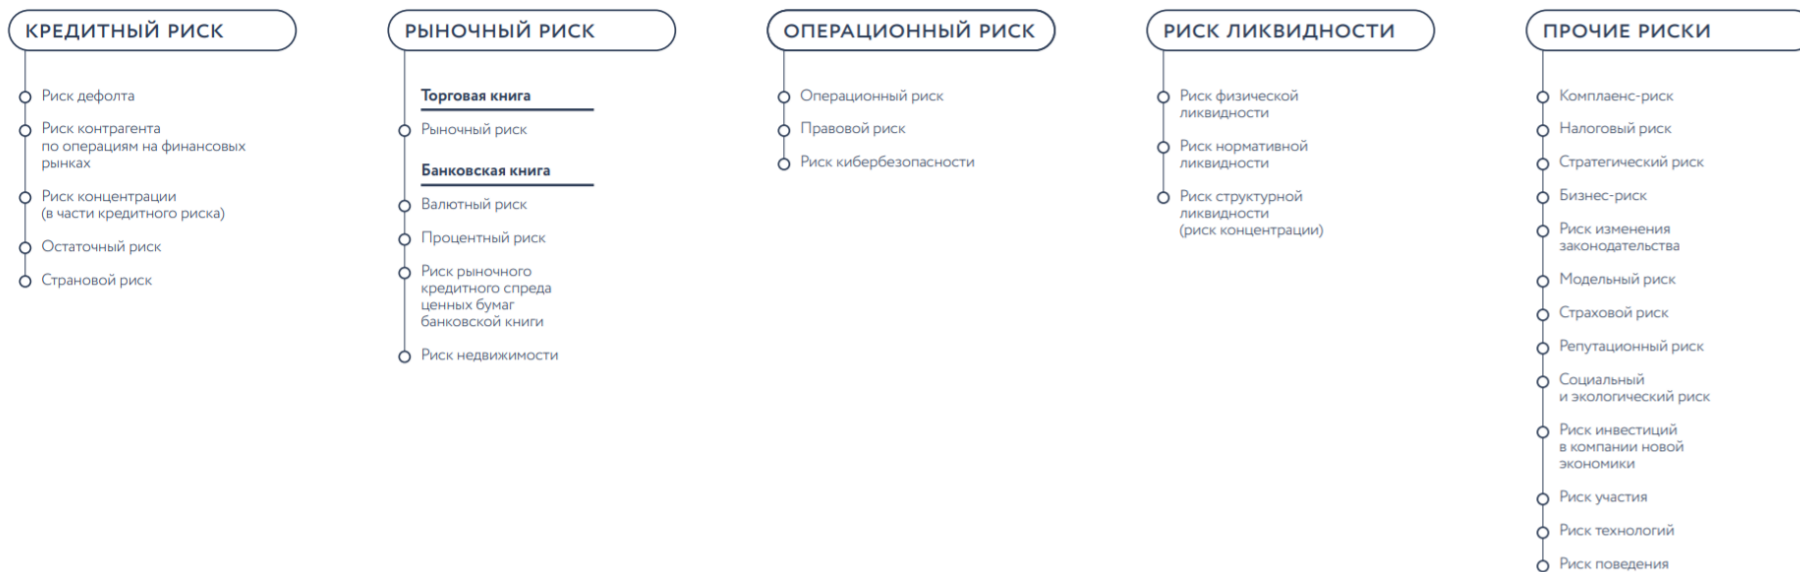 КРЕДИТНЫЙ РИСК
Риск дефолта
Риск контрагента
по операциям на финансовых
рынках
Риск концентрации
(в части кредитного риска)
Остаточный риск
Страновой риск
РЫНОЧНЫЙ РИСК
Торговая книга
Рыночный риск
Банковская книга
Валютный риск
Процентный риск
Риск рыночного
кредитного спреда
ценных бумаг
банковской книги
Риск недвижимости
ОПЕРАЦИОННЫЙ РИСК
Операционный риск
Правовой риск
Риск кибербезопасности
РИСК ЛИКВИДНОСТИ
Риск физической
ликвидности
Риск нормативной
ликвидности
Риск структурной
ликвидности
(риск концентрации)
ПРОЧИЕ РИСКИ
Комплаенс-риск
Налоговый риск
Стратегический риск
Бизнес-риск
Риск изменения
законодательства
Модельный риск
Страховой риск
Репутационный риск
Социальный
и экологический риск
Риск инвестиций
в компании новой
экономики
Риск участия
Риск технологий
Риск поведения